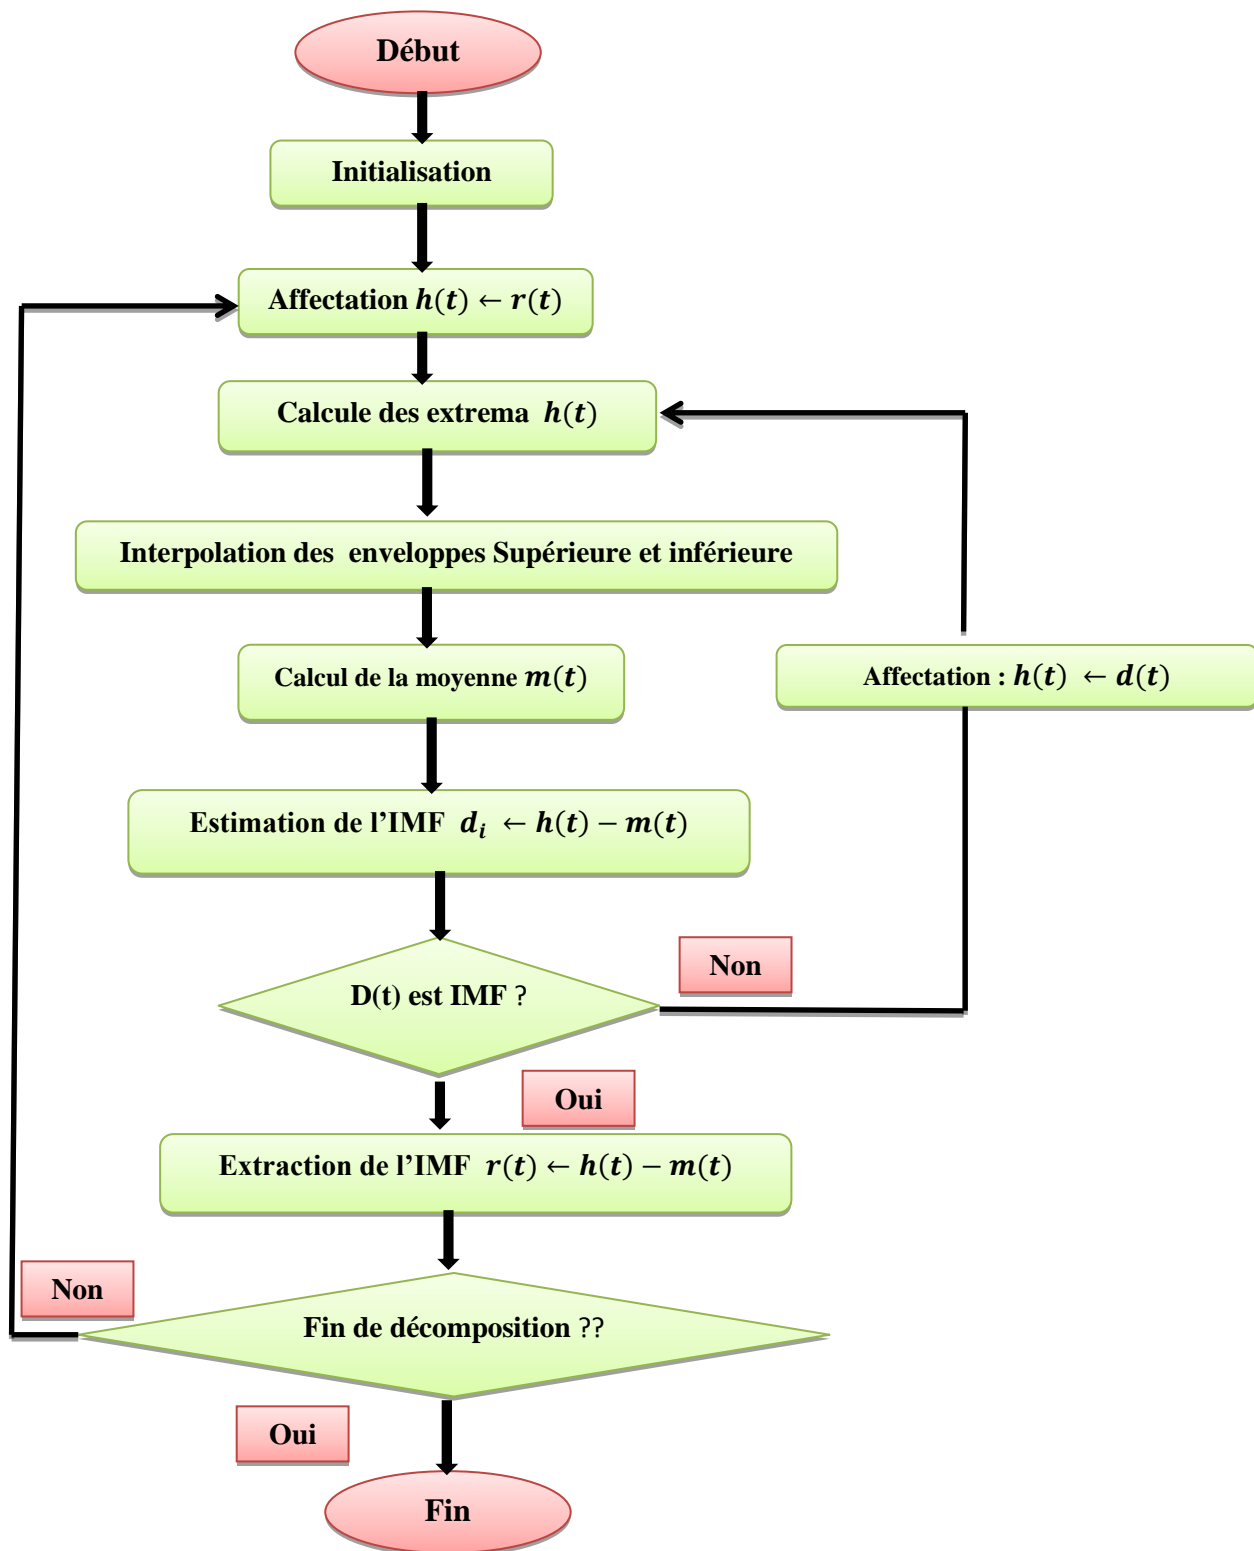 Début
Initialisation
Affectation h(t) ← r(t)
Calcule des extrema h(t)
Interpolation des enveloppes Supérieure et inférieure
Calcul de la moyenne m(t)
Affectation : h(t) ← d(t)
Estimation de l’IMF dᵢ ← h(t) − m(t)
Non
D(t) est IMF ?
Oui
Extraction de l’IMF r(t) ← h(t) − m(t)
Non
Fin de décomposition ??
Oui
Fin